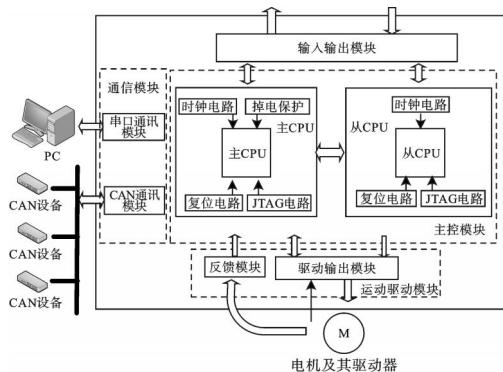 输入输出模块
通信模块
时钟电路
掉电保护
主CPU
主CPU
复位电路
JTAG电路
从CPU
时钟电路
从CPU
复位电路
JTAG电路
主控模块
串口通讯
模块
CAN通讯
模块
PC
CAN设备
CAN设备
CAN设备
反馈模块
驱动输出模块
运动驱动模块
M
电机及其驱动器